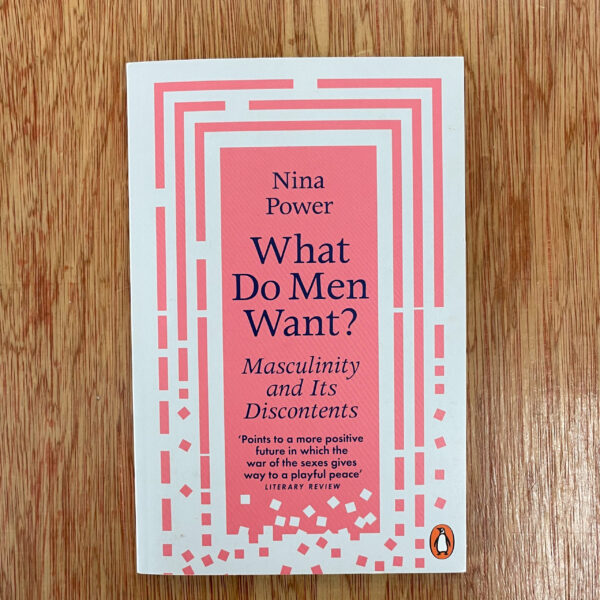 Nina
Power
What
Do Men
Want?
Masculinity
and Its
Discontents
‘Points to a more positive
future in which the
war of the sexes gives
way to a playful peace’
LITERARY REVIEW